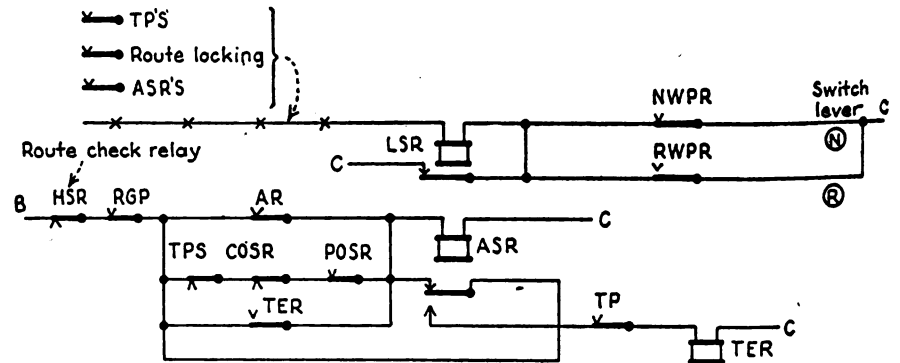 TP'S
Route locking
ASR'S
NWPR
Switch lever
C
LSR
N
C
RWPR
R
Route check relay
B
HSR
RGP
AR
C
ASR
TPS
COSR
POSR
TER
TP
C
TER